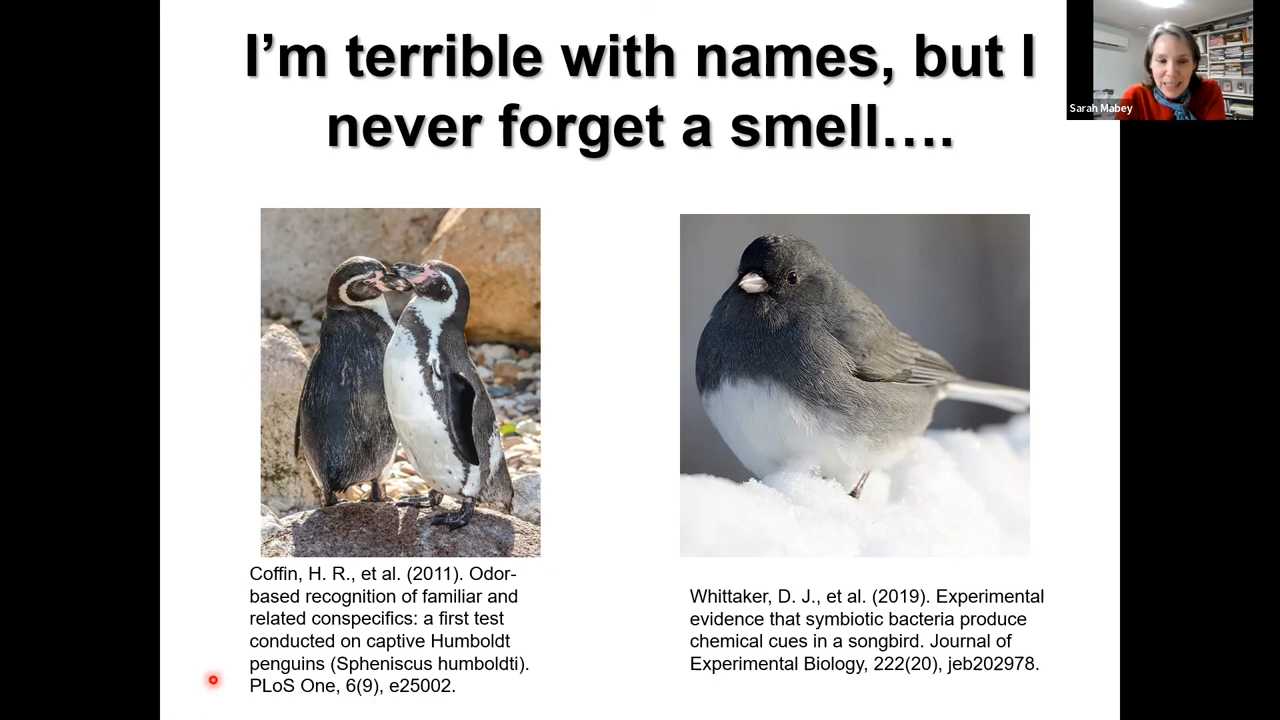 I’m terrible with names, but I
never forget a smell….
Sarah Mabey
Coffin, H. R., et al. (2011). Odor-
based recognition of familiar and
related conspecifics: a first test
conducted on captive Humboldt
penguins (Spheniscus humboldti).
PLoS One, 6(9), e25002.
Whittaker, D. J., et al. (2019). Experimental
evidence that symbiotic bacteria produce
chemical cues in a songbird. Journal of
Experimental Biology, 222(20), jeb202978.